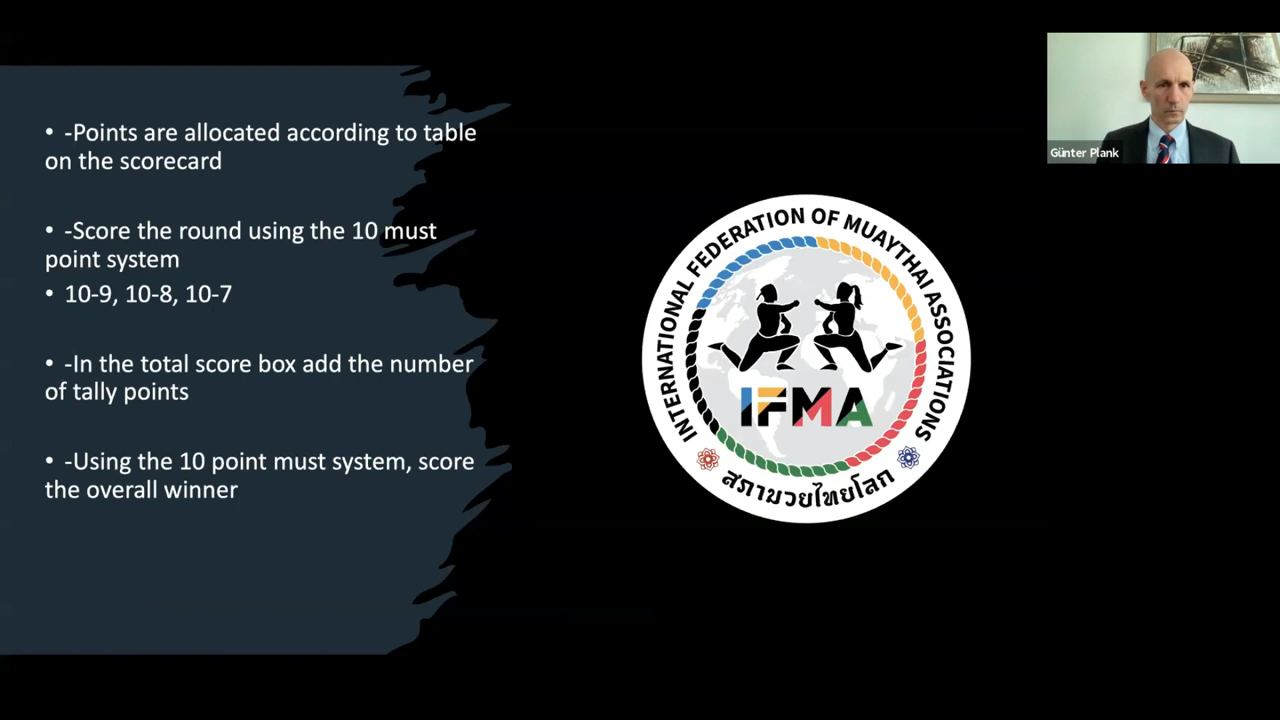 • -Points are allocated according to table
on the scorecard
• -Score the round using the 10 must
point system
• 10-9, 10-8, 10-7
• -In the total score box add the number
of tally points
• -Using the 10 point must system, score
the overall winner
INTERNATIONAL FEDERATION OF MUAYTHAI ASSOCIATIONS
IFMA
สภามวยไทยโลก
Günter Plank